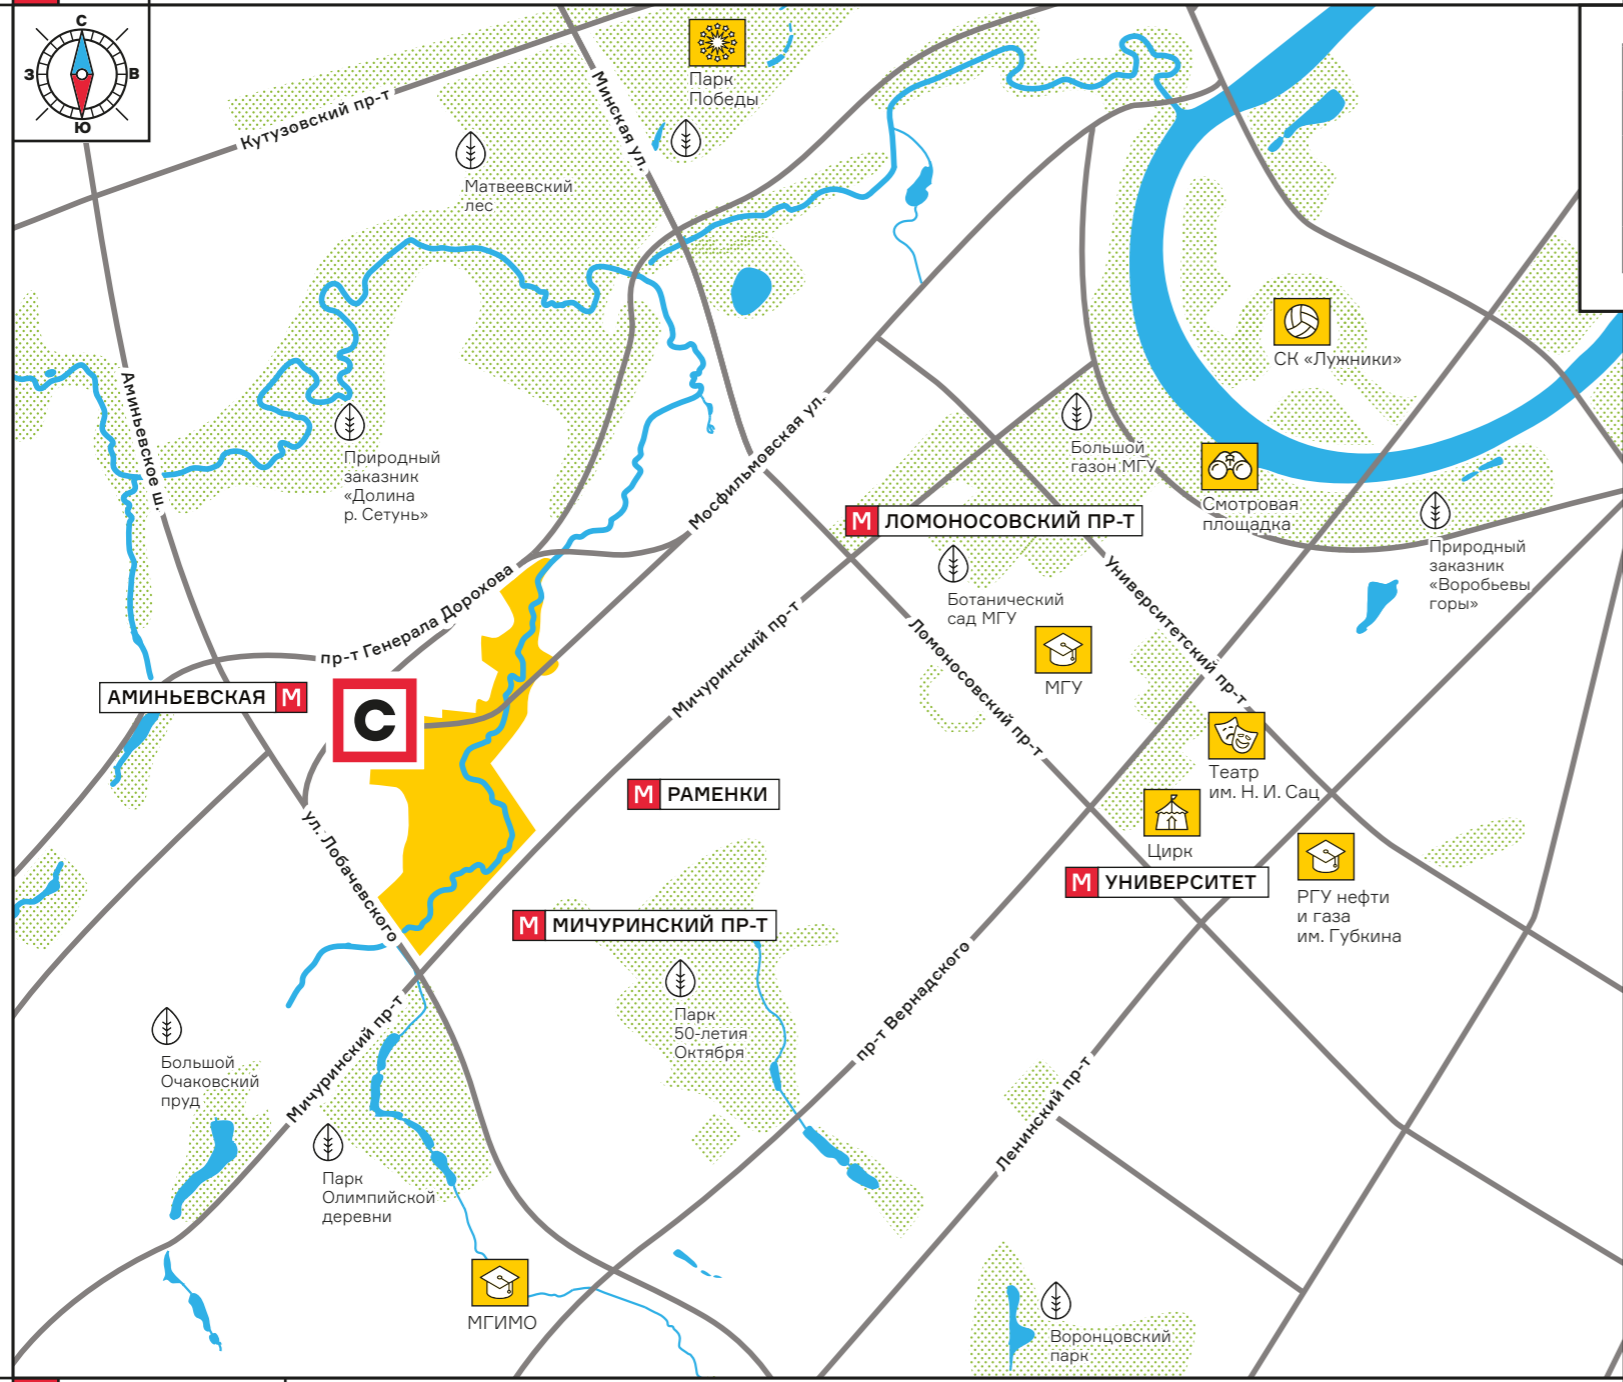 С
З
В
Ю
Кутузовский пр-т
Минская ул.
Парк
Победы
Матвеевский
лес
Аминьевское ш.
Природный
заказник
«Долина
р. Сетунь»
СК «Лужники»
Мосфильмовская ул.
Большой
газон МГУ
Смотровая
площадка
М ЛОМОНОСОВСКИЙ ПР-Т
Природный
заказник
«Воробьевы
горы»
Ботанический
сад МГУ
Университетский пр-т
пр-т Генерала Дорохова
Мичуринский пр-т
Ломоносовский пр-т
МГУ
АМИНЬЕВСКАЯ М
С
Театр
им. Н. И. Сац
М РАМЕНКИ
Цирк
М УНИВЕРСИТЕТ
РГУ нефти
и газа
им. Губкина
ул. Лобачевского
М МИЧУРИНСКИЙ ПР-Т
Парк
50-летия
Октября
пр-т Вернадского
Большой
Очаковский
пруд
Мичуринский пр-т
Ленинский пр-т
Парк
Олимпийской
деревни
МГИМО
Воронцовский
парк